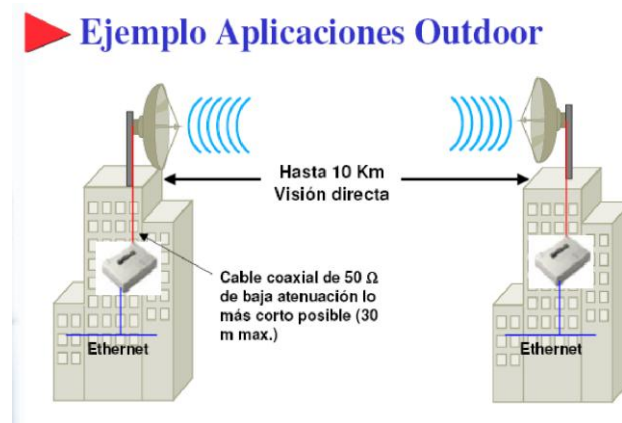 Ejemplo Aplicaciones Outdoor
Hasta 10 Km
Visión directa
Cable coaxial de 50 Ω
de baja atenuación lo
más corto posible (30
m max.)
Ethernet
Ethernet